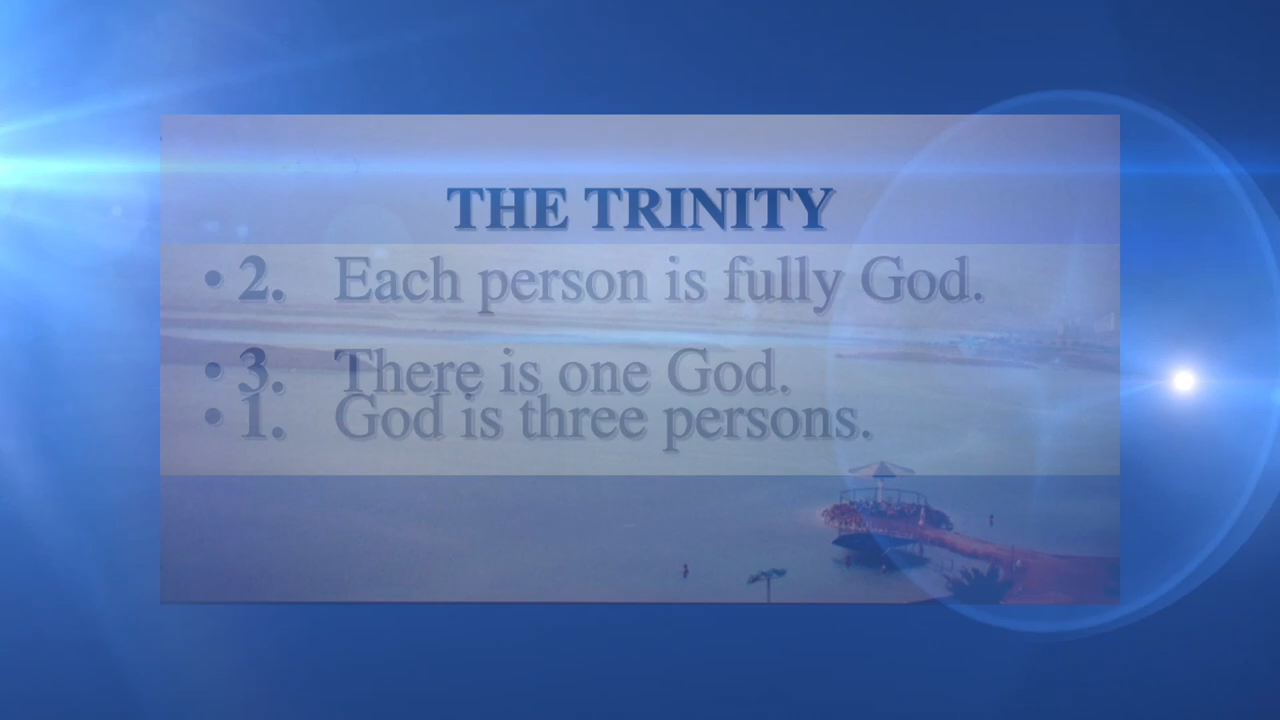 THE TRINITY
• 2. Each person is fully God.
• 3. There is one God.
• 1. God is three persons.